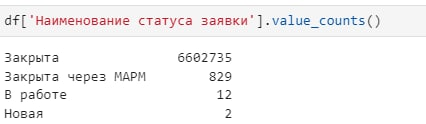 df['Наименование статуса заявки'].value_counts()
Закрыта 6602735
Закрыта через МАРМ 829
В работе 12
Новая 2